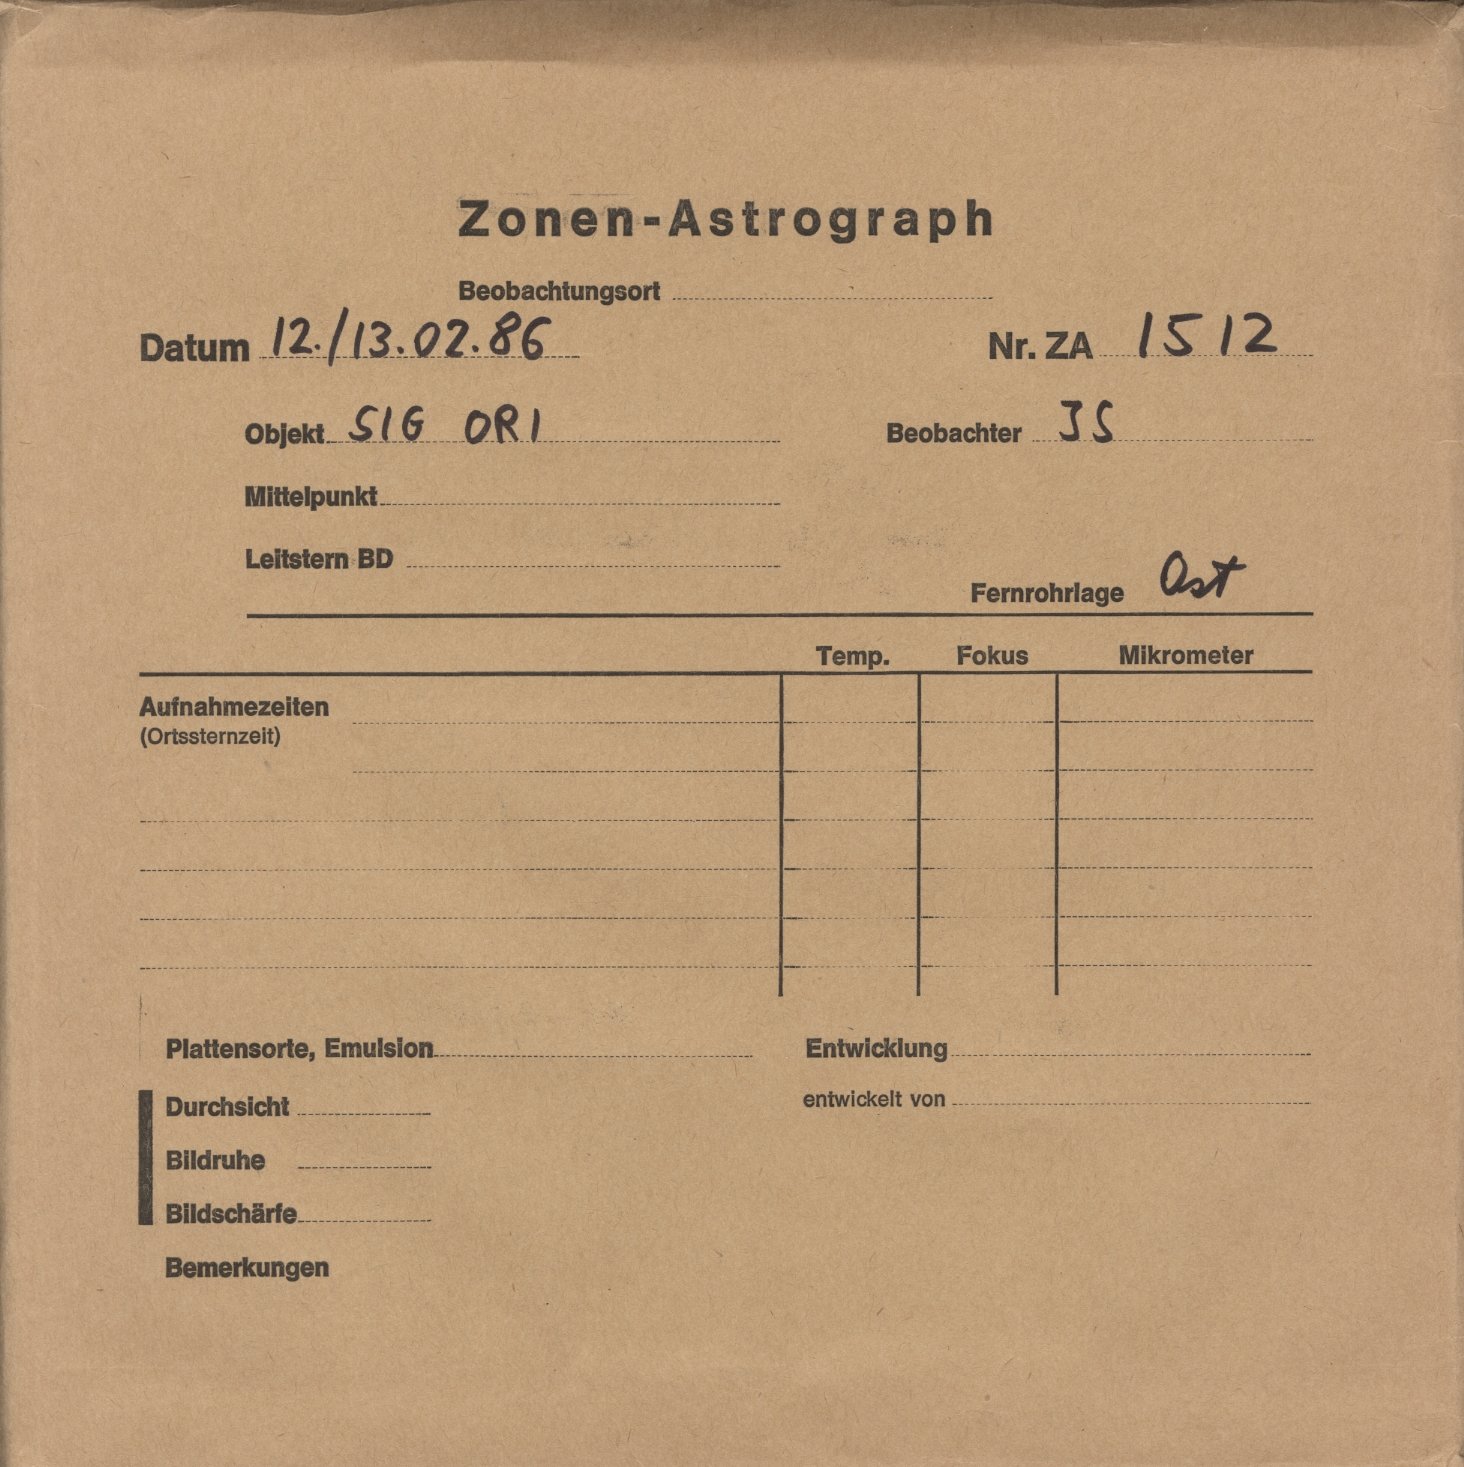 Zonen-Astrograph
Beobachtungsort
Datum 12./13.02.86 Nr. ZA 1512
Objekt SIG ORI Beobachter JS
Mittelpunkt
Leitstern BD
Fernrohrlage Ost
Temp. Fokus Mikrometer
Aufnahmezeiten
(Ortssternzeit)
Plattensorte, Emulsion Entwicklung
Durchsicht entwickelt von
Bildruhe
Bildschärfe
Bemerkungen